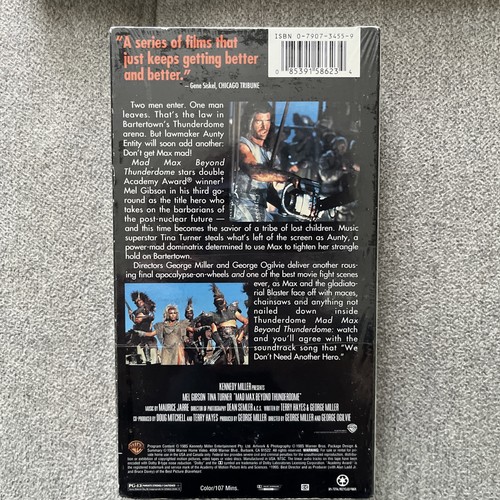 "A series of films that
just keeps getting better
and better."
– Gene Siskel, CHICAGO TRIBUNE
ISBN 0-7907-3455-9
0 85391 58623 4
Two men enter. One man
leaves. That's the law in
Bartertown's Thunderdome
arena. But lawmaker Aunty
Entity will soon add another:
Don't get Max mad!
Mad Max Beyond
Thunderdome stars double
Academy Award® winner†
Mel Gibson in his third go-
round as the title hero who
takes on the barbarians of
the post-nuclear future —
and this time becomes the savior of a tribe of lost children. Music
superstar Tina Turner steals what's left of the screen as Aunty, a
power-mad dominatrix determined to use Max to tighten her strangle
hold on Bartertown.
Directors George Miller and George Ogilvie deliver another rous-
ing final apocalypse-on-wheels and one of the best movie fight scenes
ever, as Max and the gladiato-
rial Blaster face off with maces,
chainsaws and anything not
nailed down inside
Thunderdome. Mad Max
Beyond Thunderdome: watch
and you'll agree with the
soundtrack song that "We
Don't Need Another Hero."
KENNEDY MILLER PRESENTS
MEL GIBSON TINA TURNER "MAD MAX BEYOND THUNDERDOME"
MUSIC BY MAURICE JARRE DIRECTOR OF PHOTOGRAPHY DEAN SEMLER A.C.S. WRITTEN BY TERRY HAYES & GEORGE MILLER
CO-PRODUCED BY DOUG MITCHELL AND TERRY HAYES PRODUCED BY GEORGE MILLER DIRECTED BY GEORGE MILLER AND GEORGE OGILVIE
PG-13
Color/107 Mins.